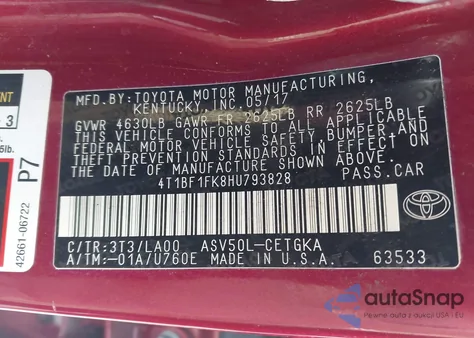 MFD.BY:TOYOTA MOTOR MANUFACTURING,
KENTUCKY,INC.05/17
GVWR 4630LB GAWR FR 2625LB RR 2625LB
THIS VEHICLE CONFORMS TO ALL APPLICABLE
FEDERAL MOTOR VEHICLE SAFETY,BUMPER,AND
THEFT PREVENTION STANDARDS IN EFFECT ON
THE DATE OF MANUFACTURE SHOWN ABOVE.
4T1BF1FK8HU793828 PASS.CAR
C/TR:3T3/LA00 ASV50L-CETGKA
A/TM:-01A/U760E MADE IN U.S.A.
TOYOTA
63533
3
5lb.
P7
42661-06722
autoSnap